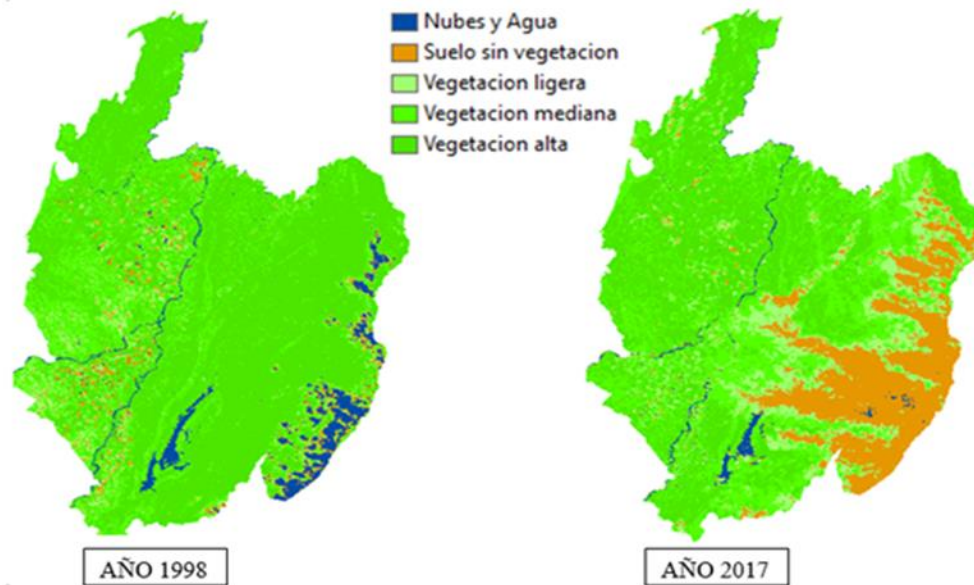 Nubes y Agua
Suelo sin vegetacion
Vegetacion ligera
Vegetacion mediana
Vegetacion alta
AÑO 1998
AÑO 2017